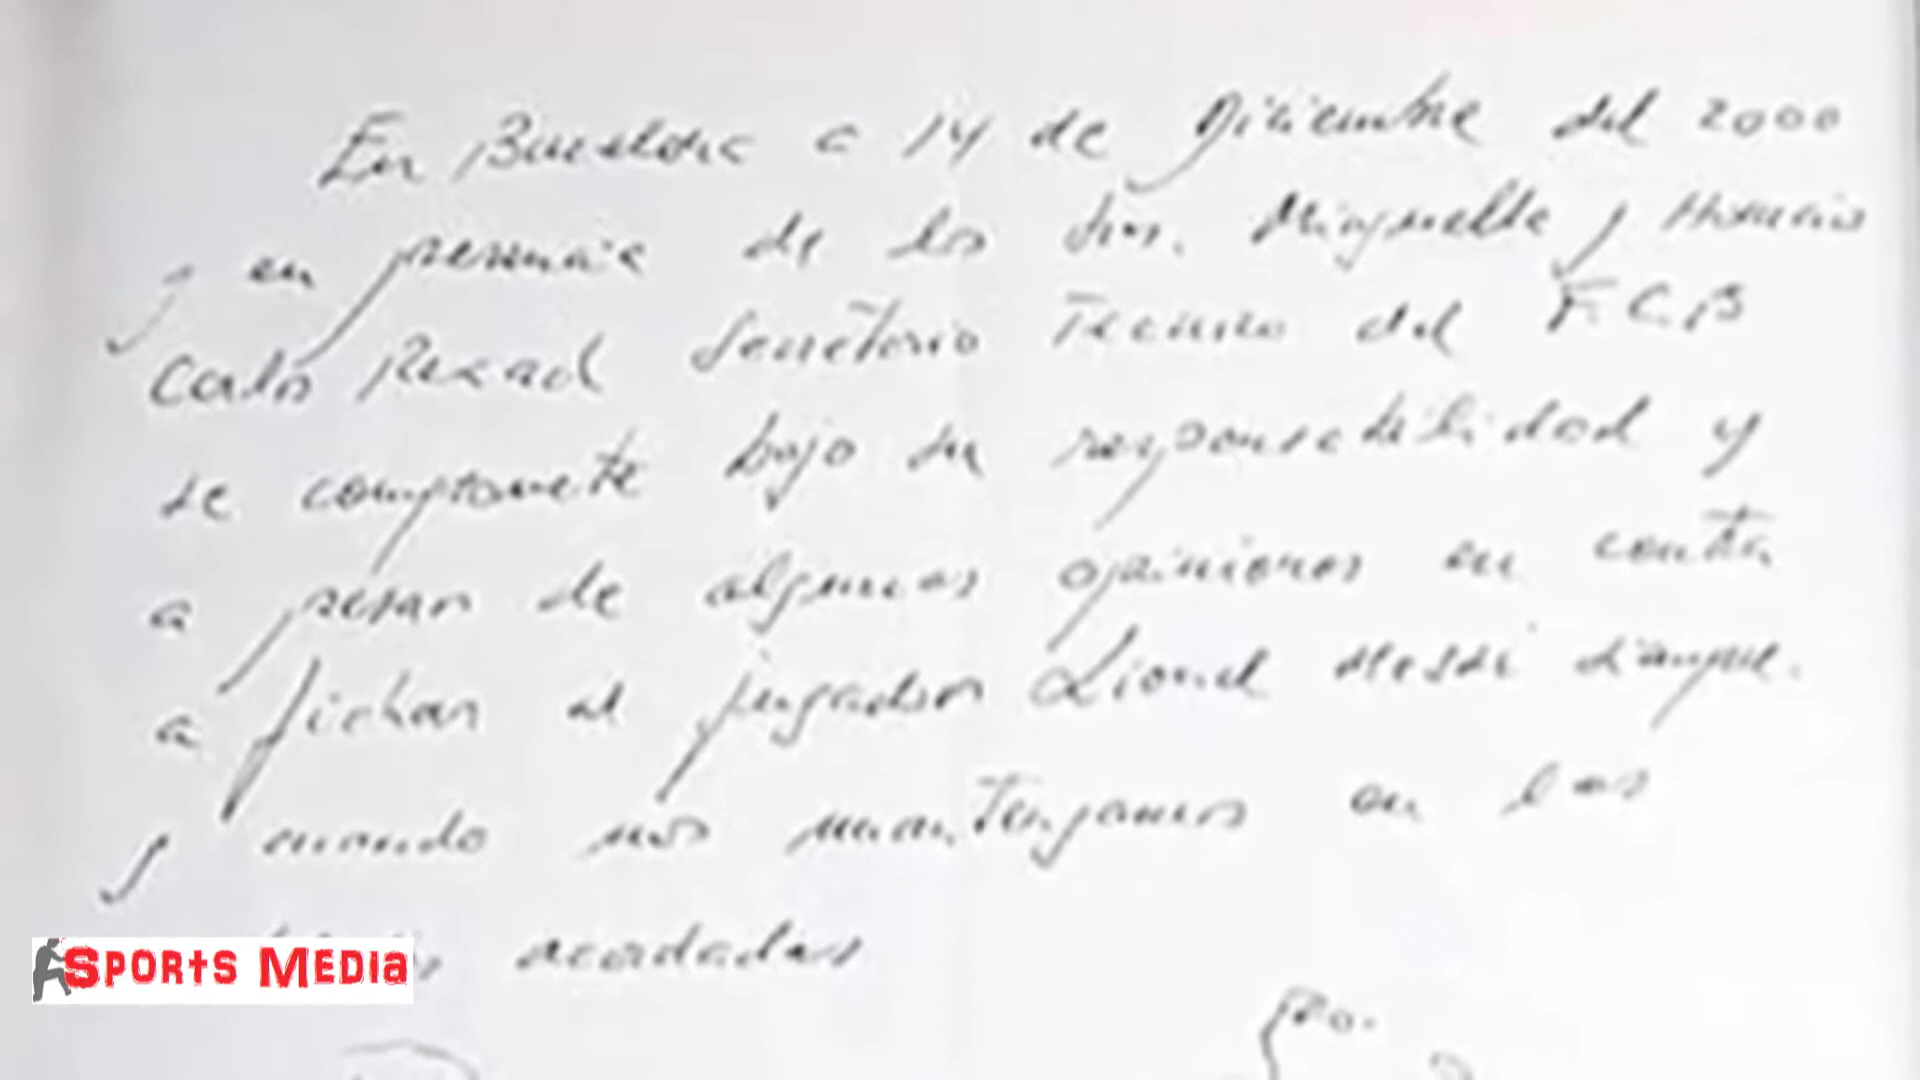 En Barcelona a 14 de Diciembre del 2000
y en presencia de los Srs. Minguella y Horacio
Carlos Rexach Secretario Tecnico del F.C.B
se compromete bajo su responsabilidad y
a pesar de algunas opiniones en contra
a fichar al jugador Lionel Messi siempre
y cuando nos mantengamos en las
acordadas
SPORTS MEDIA